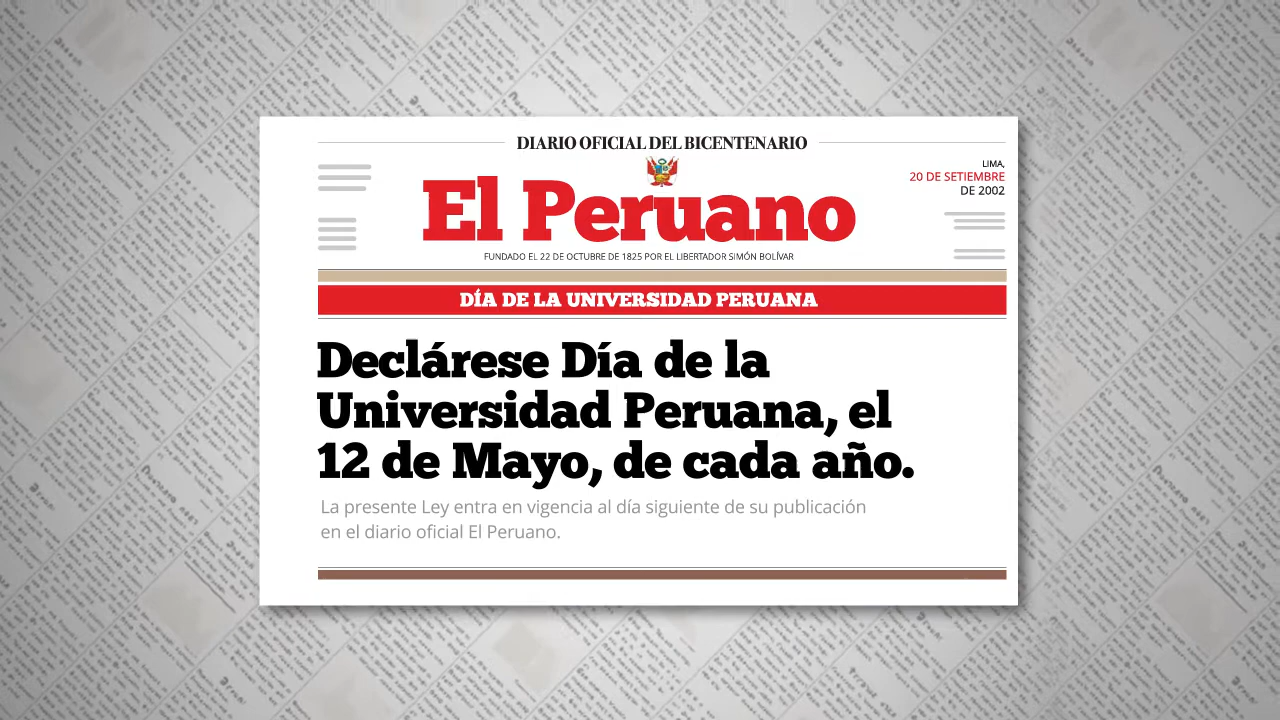 DIARIO OFICIAL DEL BICENTENARIO
El Peruano
LIMA,
20 DE SETIEMBRE
DE 2002
FUNDADO EL 22 DE OCTUBRE DE 1825 POR EL LIBERTADOR SIMÓN BOLÍVAR
DÍA DE LA UNIVERSIDAD PERUANA
Declárese Día de la
Universidad Peruana, el
12 de Mayo, de cada año.
La presente Ley entra en vigencia al día siguiente de su publicación
en el diario oficial El Peruano.